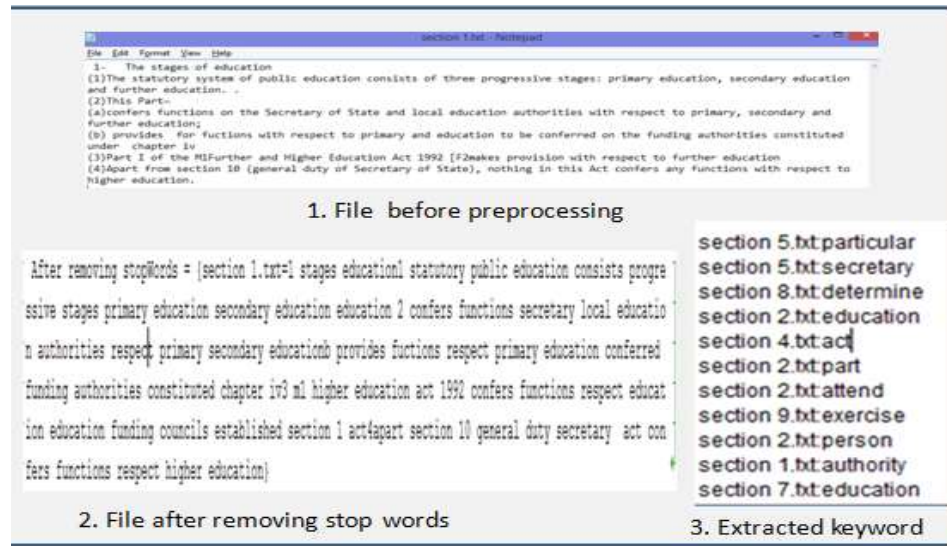 section 1.txt - Notepad
File Edit Format View Help
1- The stages of education
(1)The statutory system of public education consists of three progressive stages: primary education, secondary education
and further education. .
(2)This Part—
(a)confers functions on the Secretary of State and local education authorities with respect to primary, secondary and
further education;
(b) provides for fuctions with respect to primary and education to be conferred on the funding authorities constituted
under chapter iv
(3)Part I of the M1Further and Higher Education Act 1992 [F2makes provision with respect to further education
(4)Apart from section 10 (general duty of Secretary of State), nothing in this Act confers any functions with respect to
higher education.
1. File before preprocessing
After removing stopWords = {section 1.txt=1 stages education1 statutory public education consists progre
ssive stages primary education secondary education education 2 confers functions secretary local educatio
n authorities respect primary secondary educationb provides fuctions respect primary education conferred
funding authorities constituted chapter iv3 m1 higher education act 1992 confers functions respect educat
ion education funding councils established section 1 act4apart section 10 general duty secretary act con
fers functions respect higher education}
2. File after removing stop words
section 5.txt:particular
section 5.txt:secretary
section 8.txt:determine
section 2.txt:education
section 4.txt:act
section 2.txt:part
section 2.txt:attend
section 9.txt:exercise
section 2.txt:person
section 1.txt:authority
section 7.txt:education
3. Extracted keyword